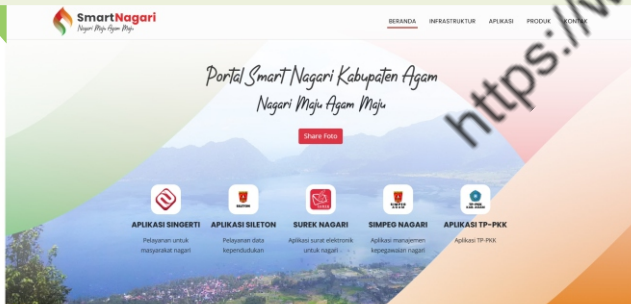 SmartNagari
Nagari Maju Agam Maju
BERANDA INFRASTRUKTUR APLIKASI PRODUK KONTAK
https://w
Portal Smart Nagari Kabupaten Agam
Nagari Maju Agam Maju
Share Foto
APLIKASI SINGERTI APLIKASI SILETON SUREK NAGARI SIMPEG NAGARI APLIKASI TP-PKK
Pelayanan untuk Pelayanan data Aplikasi surat elektronik Aplikasi manajemen Aplikasi TP-PKK
masyarakat nagari kependudukan untuk nagari kepegawaian nagari